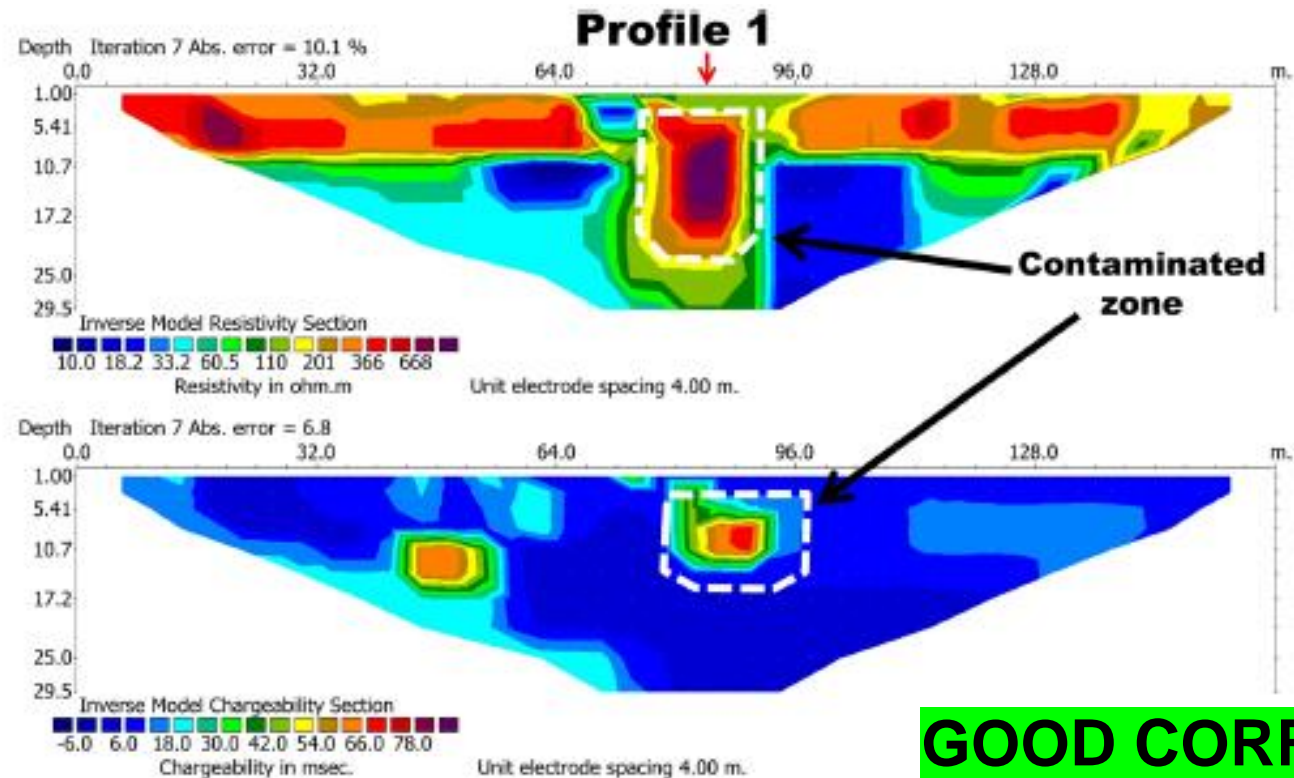 Profile 1
Depth Iteration 7 Abs. error = 10.1 %
0.0 32.0 64.0 96.0 128.0 m.
1.00
5.41
10.7
17.2
25.0
29.5
Contaminated
zone
Inverse Model Resistivity Section
10.0 18.2 33.2 60.5 110 201 366 668
Resistivity in ohm.m Unit electrode spacing 4.00 m.
Depth Iteration 7 Abs. error = 6.8
0.0 32.0 64.0 96.0 128.0 m.
1.00
5.41
10.7
17.2
25.0
29.5
Inverse Model Chargeability Section
-6.0 6.0 18.0 30.0 42.0 54.0 66.0 78.0
Chargeability in msec. Unit electrode spacing 4.00 m.
GOOD